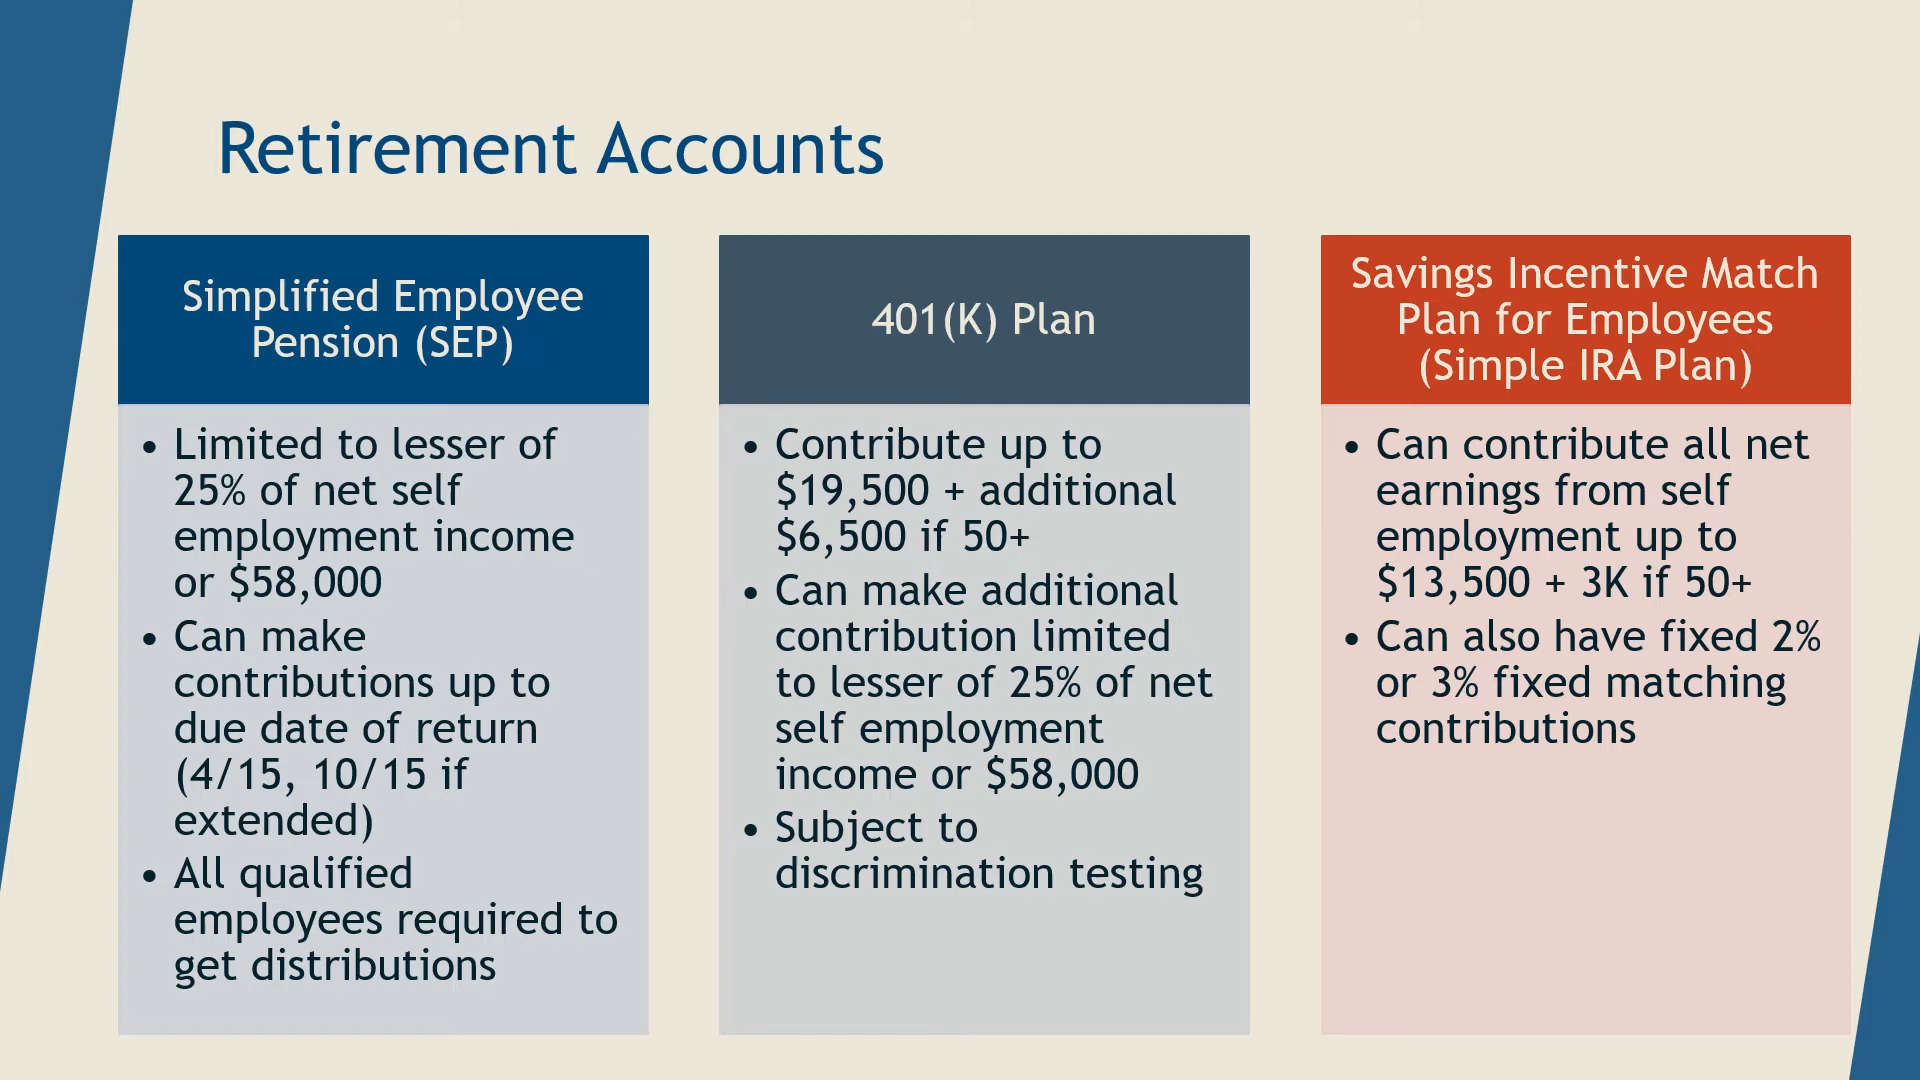 Retirement Accounts
Simplified Employee
Pension (SEP)
• Limited to lesser of
25% of net self
employment income
or $58,000
• Can make
contributions up to
due date of return
(4/15, 10/15 if
extended)
• All qualified
employees required to
get distributions
401(K) Plan
• Contribute up to
$19,500 + additional
$6,500 if 50+
• Can make additional
contribution limited
to lesser of 25% of net
self employment
income or $58,000
• Subject to
discrimination testing
Savings Incentive Match
Plan for Employees
(Simple IRA Plan)
• Can contribute all net
earnings from self
employment up to
$13,500 + 3K if 50+
• Can also have fixed 2%
or 3% fixed matching
contributions